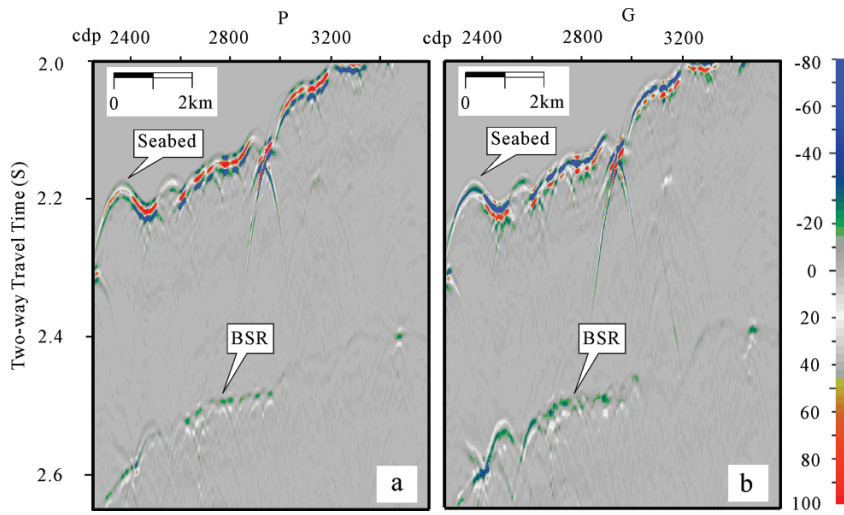 P G
cdp 2400 2800 3200 cdp 2400 2800 3200
2.0
2.2
2.4
2.6
Two-way Travel Time (S)
0 2km
Seabed
BSR
a
0 2km
Seabed
BSR
b
-80
-60
-40
-20
0
20
40
60
80
100